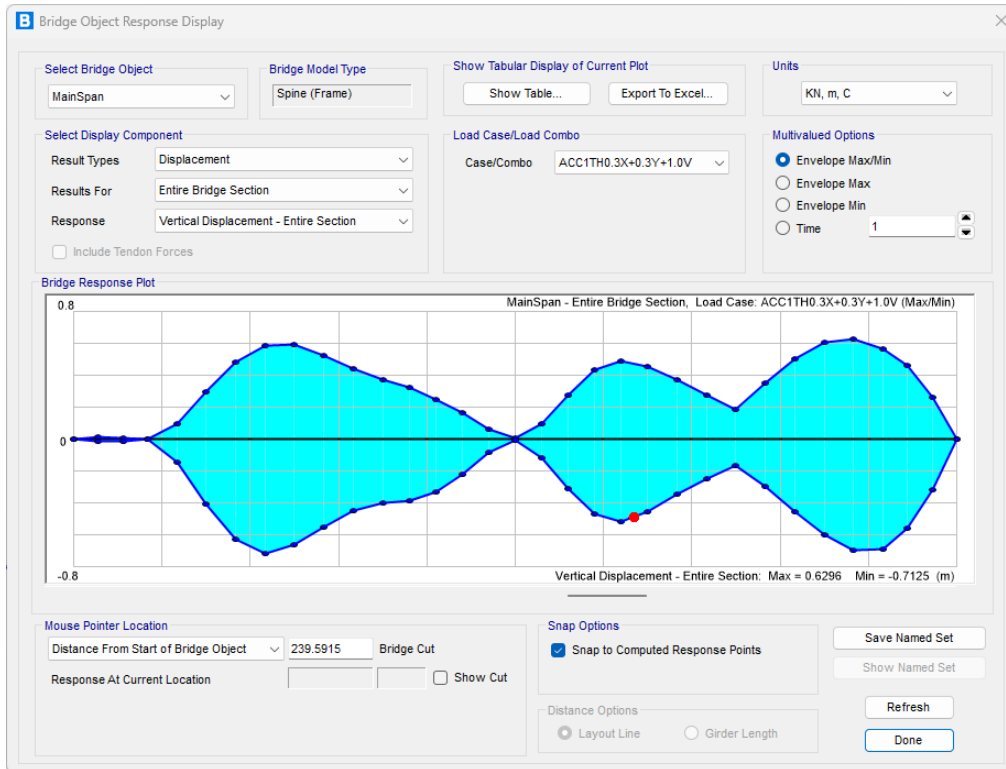 B Bridge Object Response Display
Select Bridge Object
MainSpan
Bridge Model Type
Spine (Frame)
Show Tabular Display of Current Plot
Show Table...
Export To Excel...
Units
KN, m, C
Select Display Component
Result Types
Displacement
Results For
Entire Bridge Section
Response
Vertical Displacement - Entire Section
Include Tendon Forces
Load Case/Load Combo
Case/Combo
ACC1TH0.3X+0.3Y+1.0V
Multivalued Options
Envelope Max/Min
Envelope Max
Envelope Min
Time
1
Bridge Response Plot
0.8
MainSpan - Entire Bridge Section, Load Case: ACC1TH0.3X+0.3Y+1.0V (Max/Min)
0
-0.8
Vertical Displacement - Entire Section: Max = 0.6296 Min = -0.7125 (m)
Mouse Pointer Location
Distance From Start of Bridge Object
239.5915
Bridge Cut
Response At Current Location
Show Cut
Snap Options
Snap to Computed Response Points
Distance Options
Layout Line
Girder Length
Save Named Set
Show Named Set
Refresh
Done